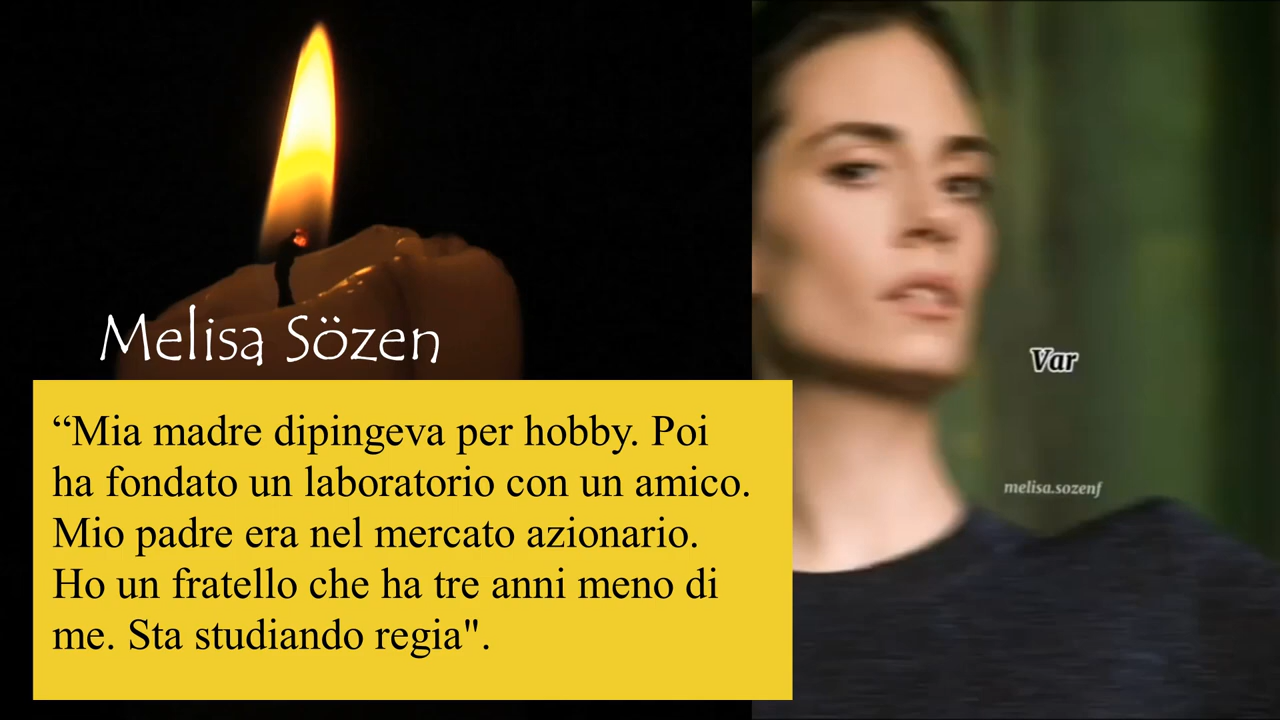 Melisa Sözen
“Mia madre dipingeva per hobby. Poi
ha fondato un laboratorio con un amico.
Mio padre era nel mercato azionario.
Ho un fratello che ha tre anni meno di
me. Sta studiando regia".
Var
melisa.sozenf